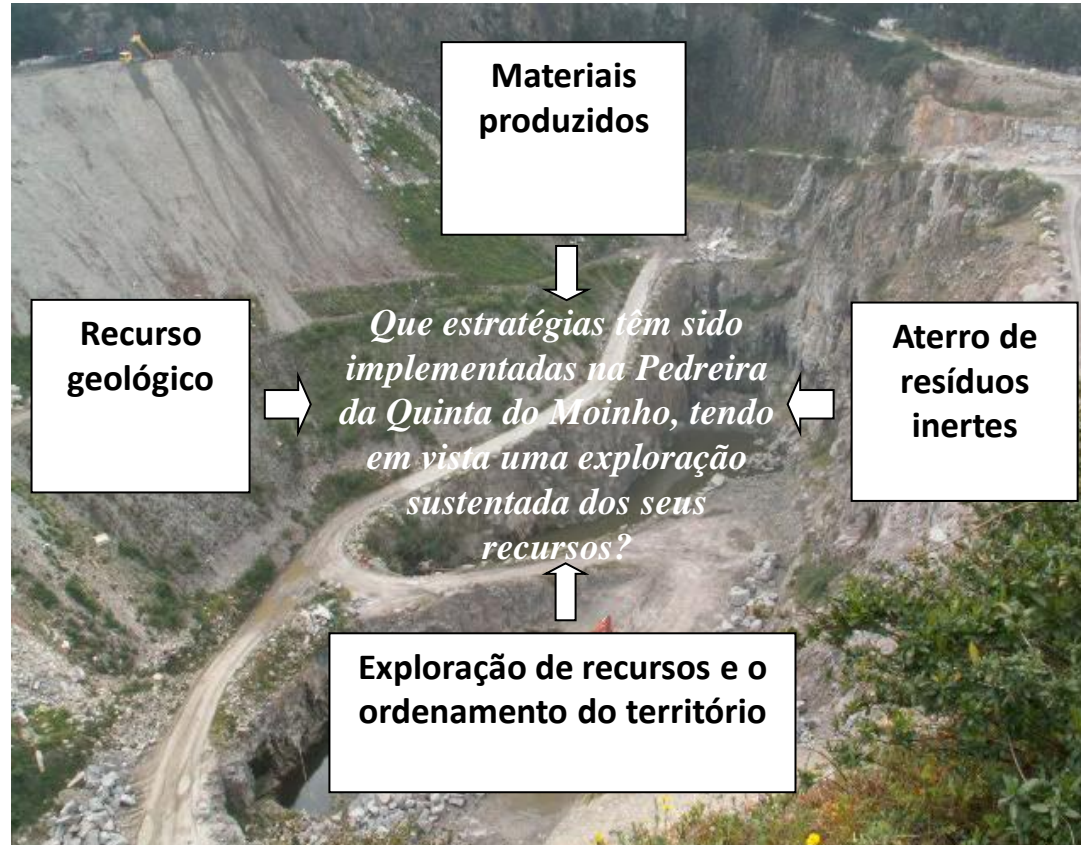 Materiais
produzidos
Recurso
geológico
Que estratégias têm sido
implementadas na Pedreira
da Quinta do Moinho, tendo
em vista uma exploração
sustentada dos seus
recursos?
Aterro de
resíduos
inertes
Exploração de recursos e o
ordenamento do território